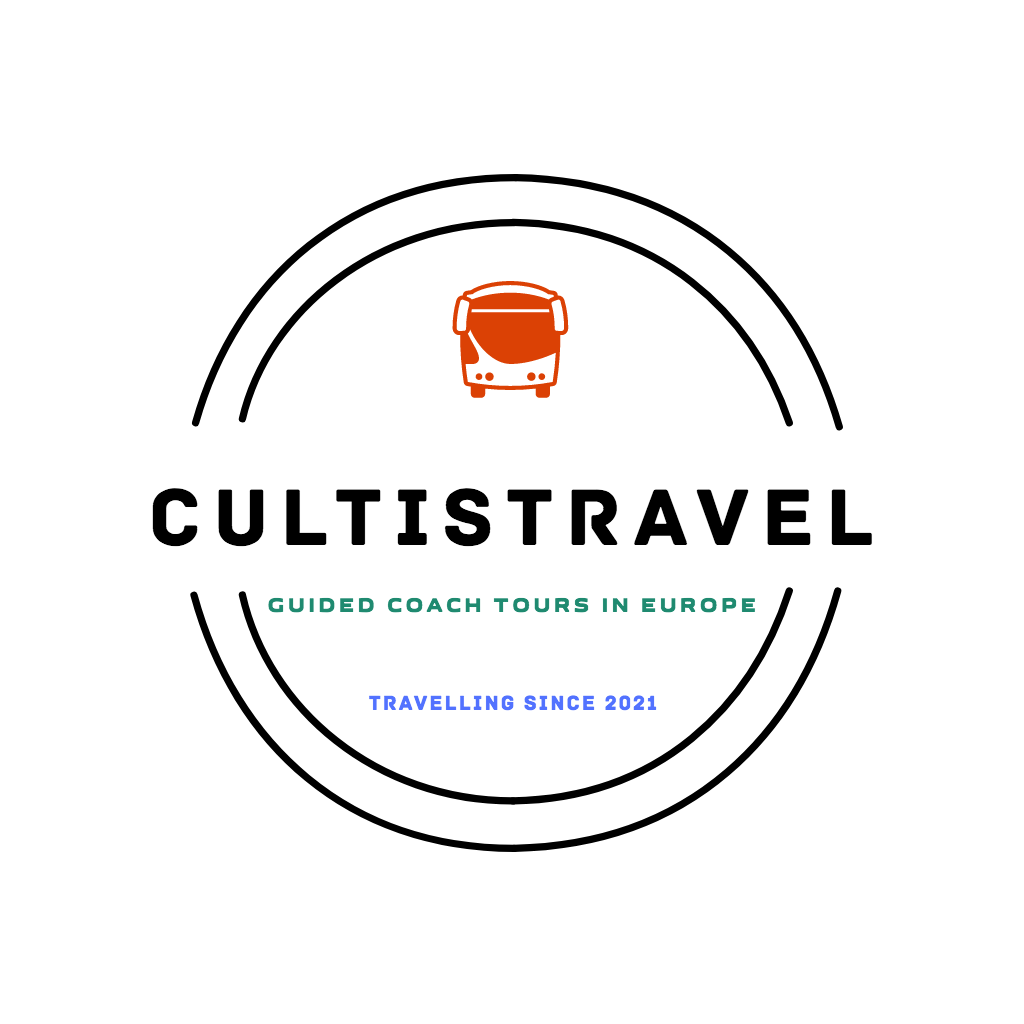 CULTISTRAVEL
GUIDED COACH TOURS IN EUROPE
TRAVELLING SINCE 2021